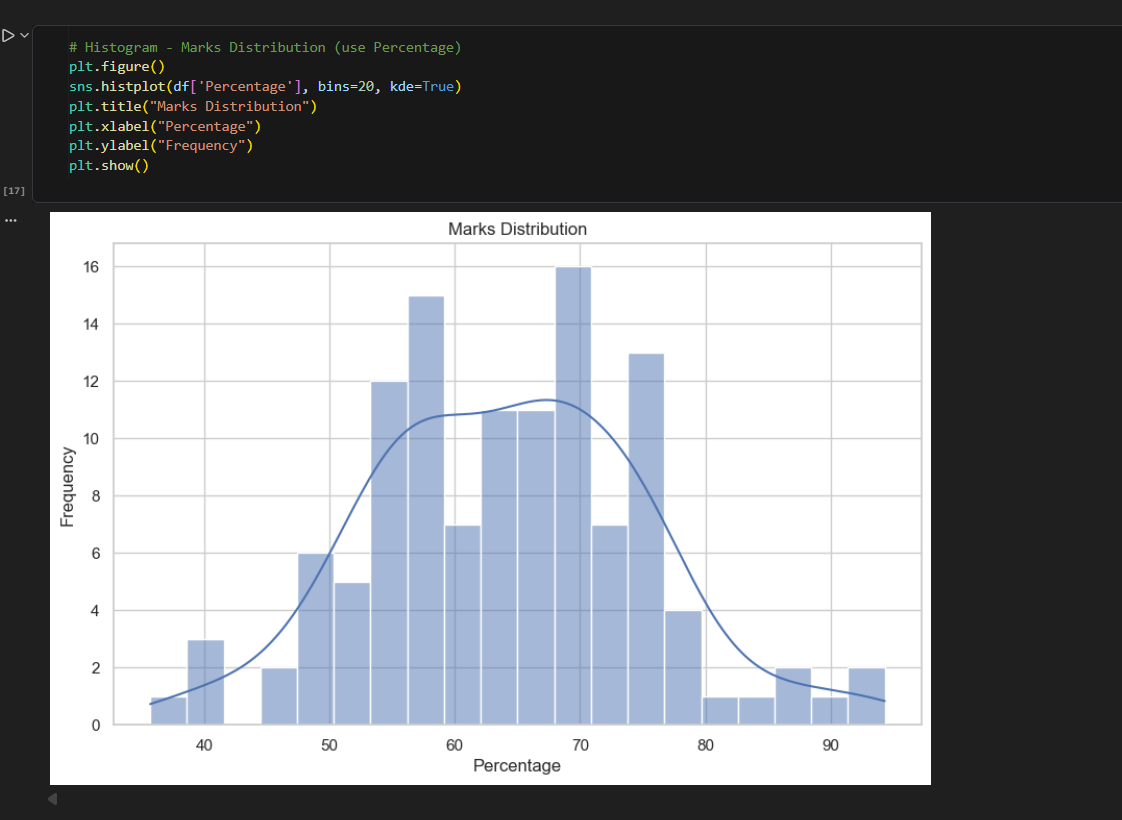 # Histogram - Marks Distribution (use Percentage)
plt.figure()
sns.histplot(df['Percentage'], bins=20, kde=True)
plt.title("Marks Distribution")
plt.xlabel("Percentage")
plt.ylabel("Frequency")
plt.show()
[17]
...
Marks Distribution
16
14
12
10
8
6
4
2
0
Frequency
40 50 60 70 80 90
Percentage